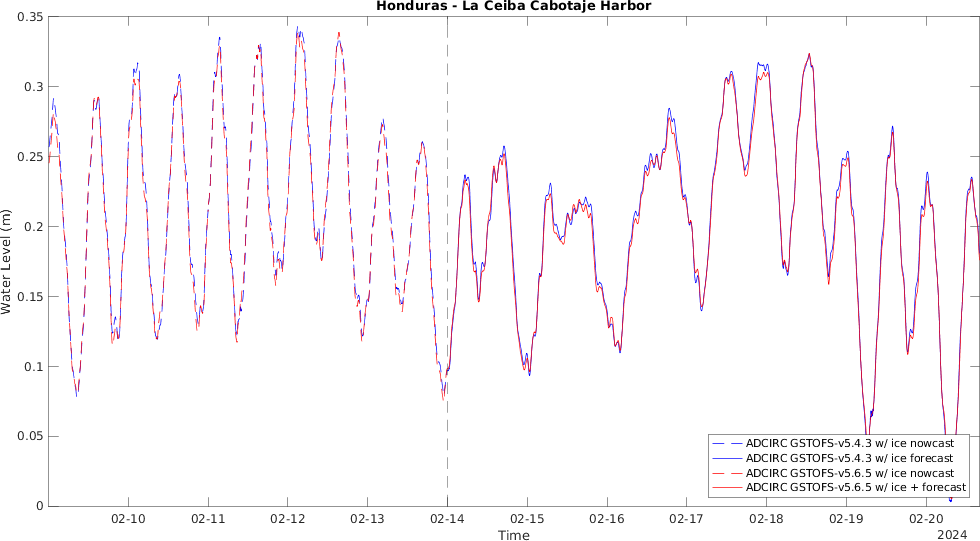 Honduras - La Ceiba Cabotaje Harbor
0.35
0.3
0.25
0.2
0.15
0.1
0.05
0
Water Level (m)
ADCIRC GSTOFS-v5.4.3 w/ ice nowcast
ADCIRC GSTOFS-v5.4.3 w/ ice forecast
ADCIRC GSTOFS-v5.6.5 w/ ice nowcast
ADCIRC GSTOFS-v5.6.5 w/ ice + forecast
02-10 02-11 02-12 02-13 02-14 02-15 02-16 02-17 02-18 02-19 02-20
Time
2024